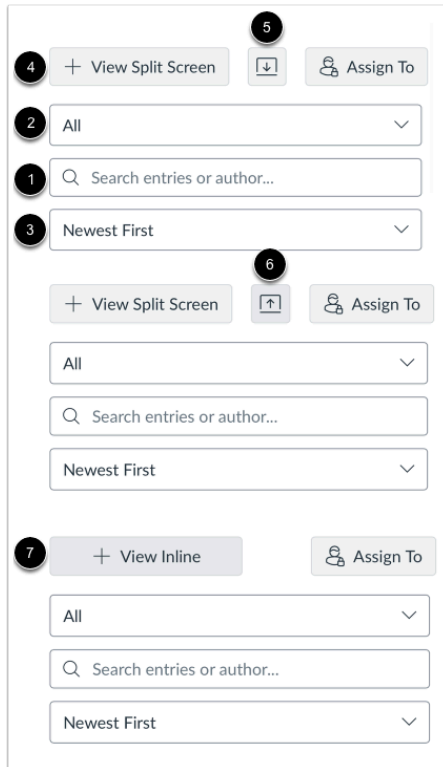 5
4 + View Split Screen Assign To
2 All
1 Search entries or author...
3 Newest First
6
+ View Split Screen Assign To
All
Search entries or author...
Newest First
7 + View Inline Assign To
All
Search entries or author...
Newest First